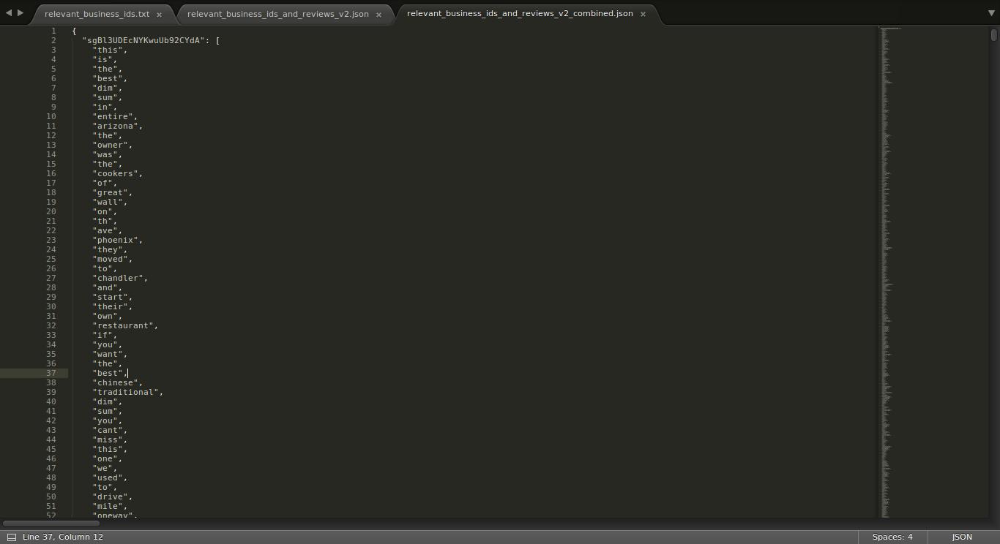 relevant_business_ids.txt × relevant_business_ids_and_reviews_v2.json × relevant_business_ids_and_reviews_v2_combined.json ×
1 {
2 "sgBl3UDEcNYKwuUb92CYdA": [
3 "this",
4 "is",
5 "the",
6 "best",
7 "dim",
8 "sum",
9 "in",
10 "entire",
11 "arizona",
12 "the",
13 "owner",
14 "was",
15 "the",
16 "cookers",
17 "of",
18 "great",
19 "wall",
20 "on",
21 "th",
22 "ave",
23 "phoenix",
24 "they",
25 "moved",
26 "to",
27 "chandler",
28 "and",
29 "start",
30 "their",
31 "own",
32 "restaurant",
33 "if",
34 "you",
35 "want",
36 "the",
37 "best",
38 "chinese",
39 "traditional",
40 "dim",
41 "sum",
42 "you",
43 "cant",
44 "miss",
45 "this",
46 "one",
47 "we",
48 "used",
49 "to",
50 "drive",
51 "mile",
52 "oneway",
Line 37, Column 12 Spaces: 4 JSON